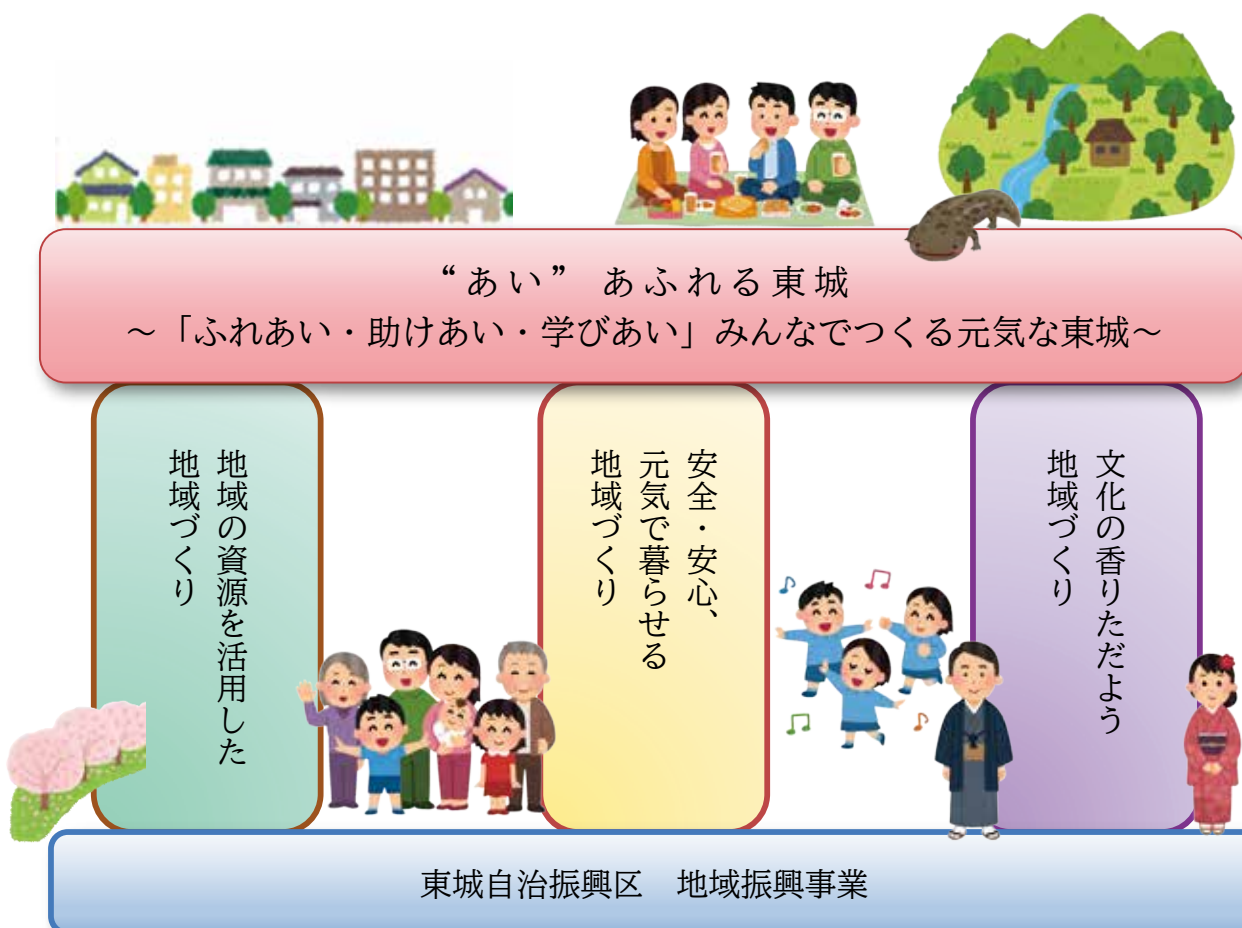 “あい” あふれる東城
～「ふれあい・助けあい・学びあい」みんなでつくる元気な東城～
地域の資源を活用した
地域づくり
安全・安心、
元気で暮らせる
地域づくり
文化の香りただよう
地域づくり
東城自治振興区　地域振興事業